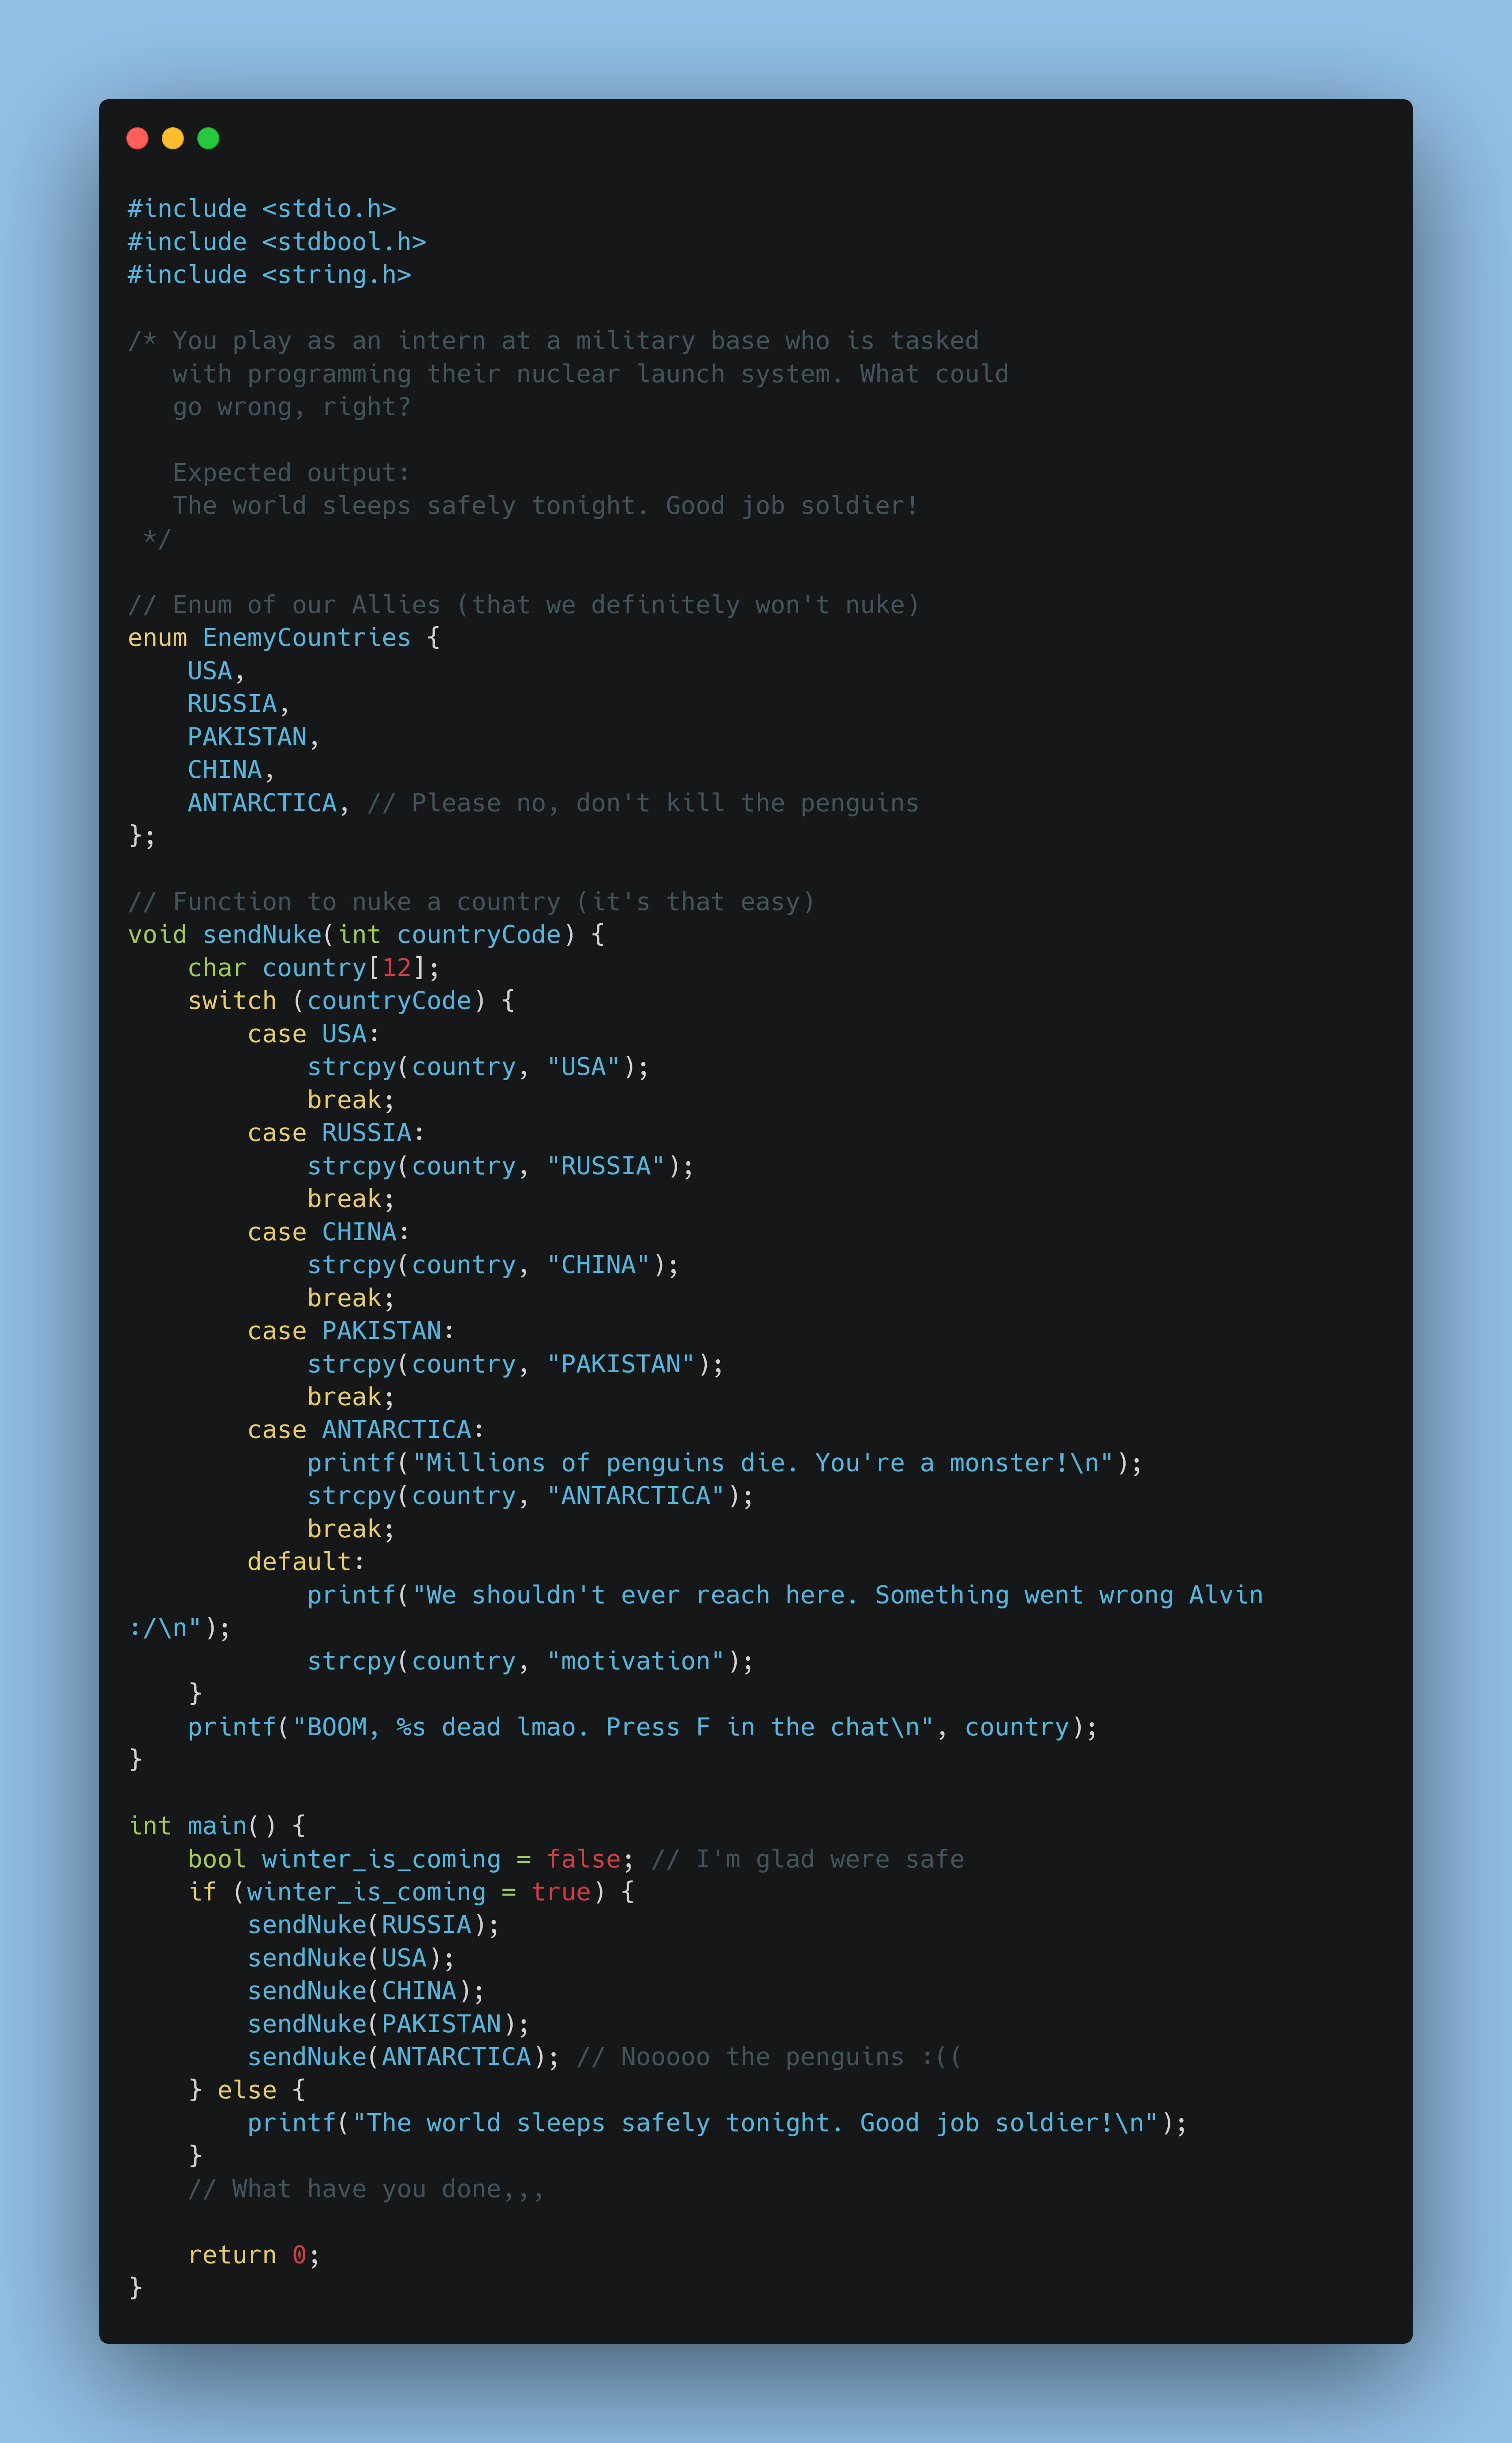 #include <stdio.h>
#include <stdbool.h>
#include <string.h>

/* You play as an intern at a military base who is tasked
   with programming their nuclear launch system. What could
   go wrong, right?

   Expected output:
   The world sleeps safely tonight. Good job soldier!
 */

// Enum of our Allies (that we definitely won't nuke)
enum EnemyCountries {
    USA,
    RUSSIA,
    PAKISTAN,
    CHINA,
    ANTARCTICA, // Please no, don't kill the penguins
};

// Function to nuke a country (it's that easy)
void sendNuke(int countryCode) {
    char country[12];
    switch (countryCode) {
        case USA:
            strcpy(country, "USA");
            break;
        case RUSSIA:
            strcpy(country, "RUSSIA");
            break;
        case CHINA:
            strcpy(country, "CHINA");
            break;
        case PAKISTAN:
            strcpy(country, "PAKISTAN");
            break;
        case ANTARCTICA:
            printf("Millions of penguins die. You're a monster!\n");
            strcpy(country, "ANTARCTICA");
            break;
        default:
            printf("We shouldn't ever reach here. Something went wrong Alvin
:/\n");
            strcpy(country, "motivation");
    }
    printf("BOOM, %s dead lmao. Press F in the chat\n", country);
}

int main() {
    bool winter_is_coming = false; // I'm glad were safe
    if (winter_is_coming = true) {
        sendNuke(RUSSIA);
        sendNuke(USA);
        sendNuke(CHINA);
        sendNuke(PAKISTAN);
        sendNuke(ANTARCTICA); // Nooooo the penguins :((
    } else {
        printf("The world sleeps safely tonight. Good job soldier!\n");
    }
    // What have you done,,,

    return 0;
}